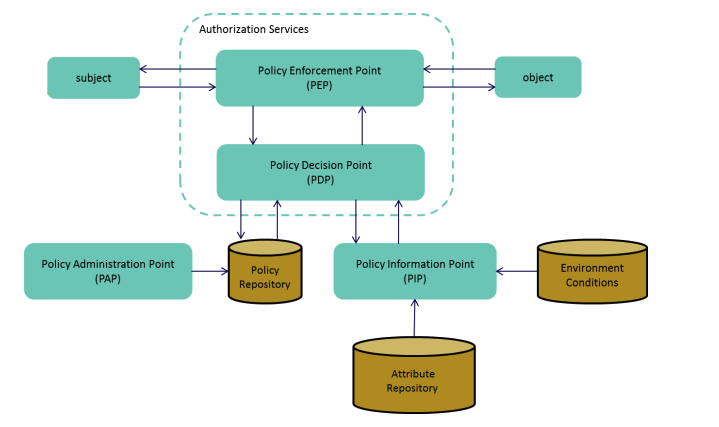 Authorization Services
subject
Policy Enforcement Point
(PEP)
object
Policy Decision Point
(PDP)
Policy Administration Point
(PAP)
Policy
Repository
Policy Information Point
(PIP)
Environment
Conditions
Attribute
Repository